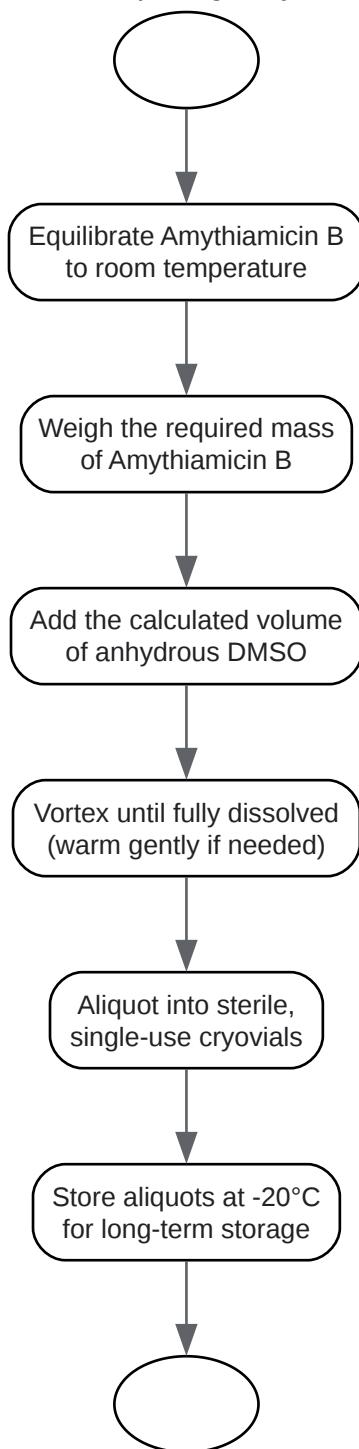 Equilibrate Amythiamicin B
to room temperature
Weigh the required mass
of Amythiamicin B
Add the calculated volume
of anhydrous DMSO
Vortex until fully dissolved
(warm gently if needed)
Aliquot into sterile,
single-use cryovials
Store aliquots at -20°C
for long-term storage